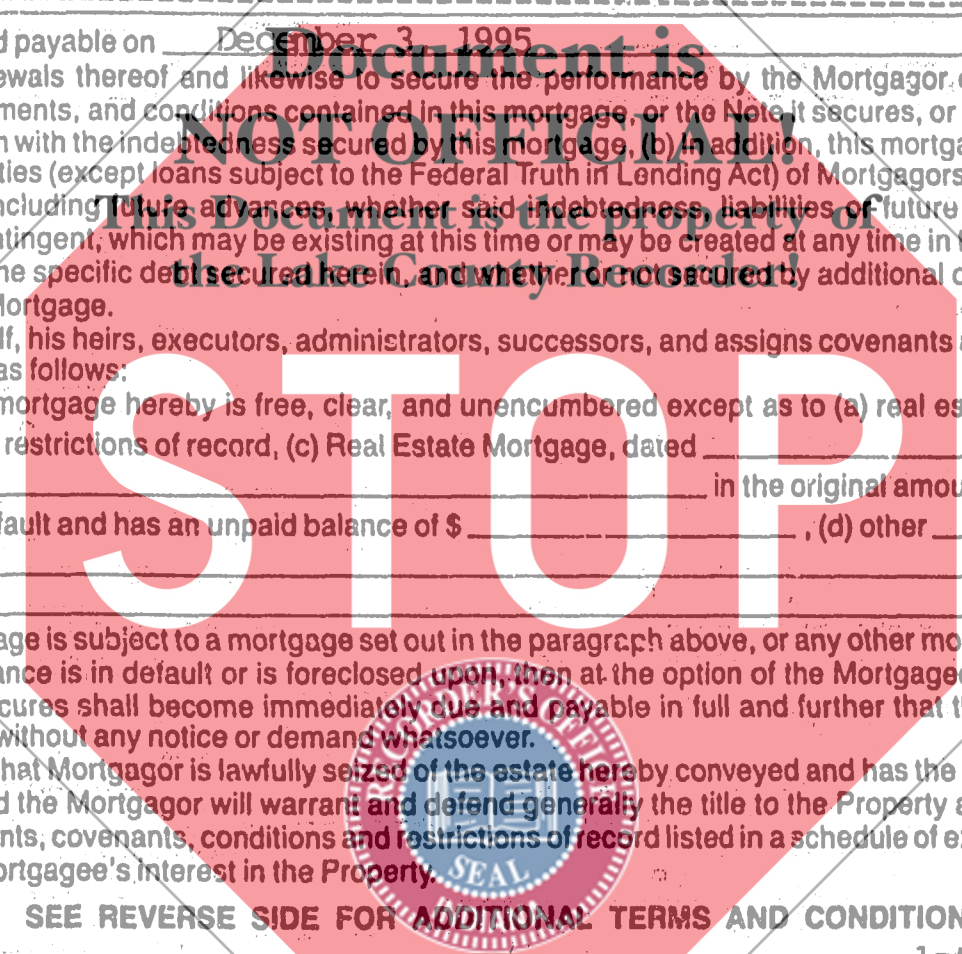 d payable on December 3, 1995
ewals thereof and likewise to secure the performance by the Mortgagor
ments, and conditions contained in this mortgage, or the Note it secures, or
n with the indebtedness secured by this mortgage, (b) in addition, this mortga
ties (except loans subject to the Federal Truth in Lending Act) of Mortgagors
ncluding future advances, whether said indebtedness, liabilities of future
tingent, which may be existing at this time or may be created at any time in
he specific debt secured herein, and whether or not secured by additional
Mortgage.
lf, his heirs, executors, administrators, successors, and assigns covenants
as follows:
mortgage hereby is free, clear, and unencumbered except as to (a) real es
restrictions of record, (c) Real Estate Mortgage, dated
in the original amou
fault and has an unpaid balance of $ , (d) other
age is subject to a mortgage set out in the paragraph above, or any other mo
ance is in default or is foreclosed upon, then at the option of the Mortgagee
cures shall become immediately due and payable in full and further that t
without any notice or demand whatsoever.
hat Mortgagor is lawfully seized of the estate hereby conveyed and has the
d the Mortgagor will warrant and defend generally the title to the Property a
nts, covenants, conditions and restrictions of record listed in a schedule of e
ortgagee's interest in the Property.
SEE REVERSE SIDE FOR ADDITIONAL TERMS AND CONDITION
Document is
NOT OFFICIAL!
This Document is the property of
the Lake County Recorder!
STOP
RECORDER'S OFFICE
SEAL
INDIANA